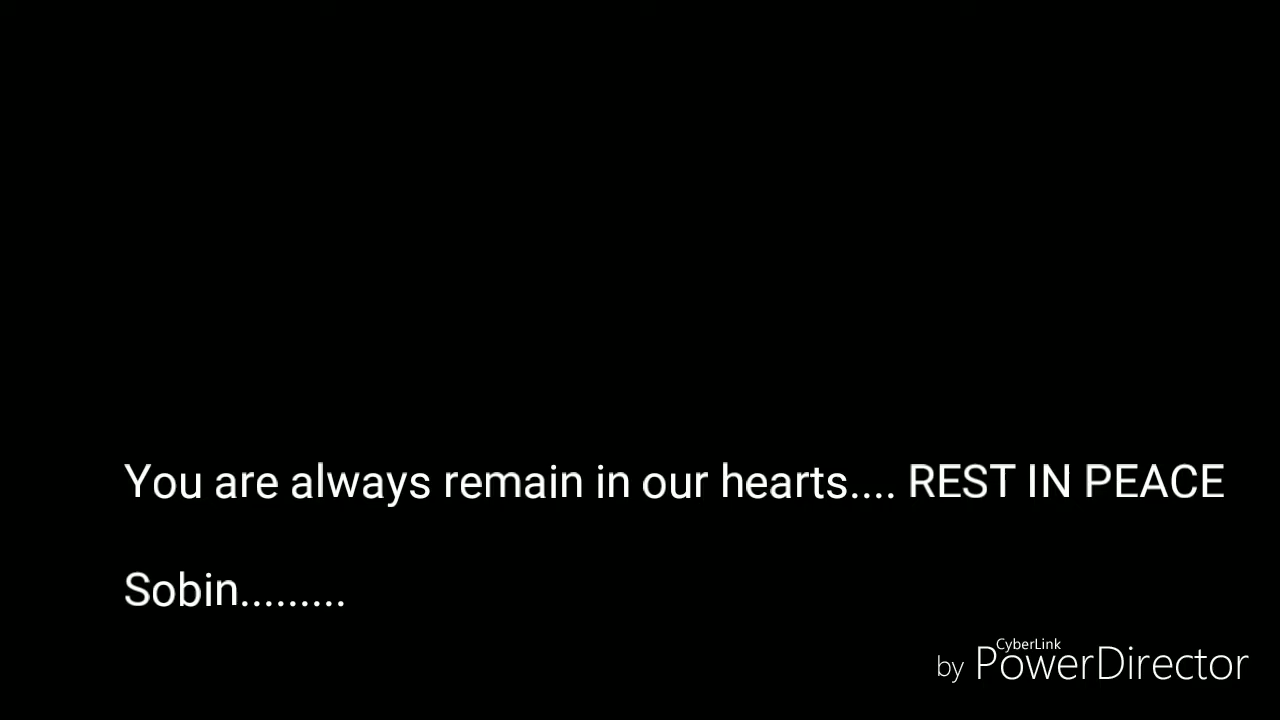 You are always remain in our hearts.... REST IN PEACE
Sobin.........
CyberLink
by PowerDirector